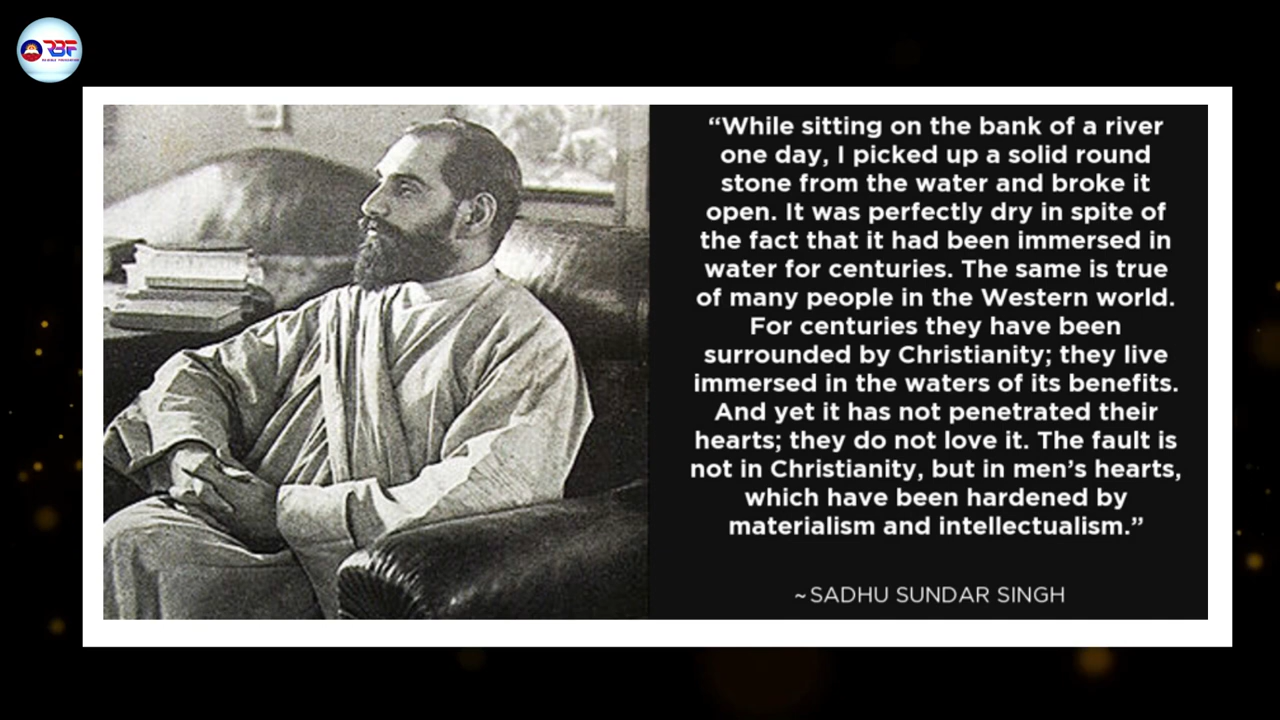 RBF
“While sitting on the bank of a river
one day, I picked up a solid round
stone from the water and broke it
open. It was perfectly dry in spite of
the fact that it had been immersed in
water for centuries. The same is true
of many people in the Western world.
For centuries they have been
surrounded by Christianity; they live
immersed in the waters of its benefits.
And yet it has not penetrated their
hearts; they do not love it. The fault is
not in Christianity, but in men’s hearts,
which have been hardened by
materialism and intellectualism.”
~SADHU SUNDAR SINGH